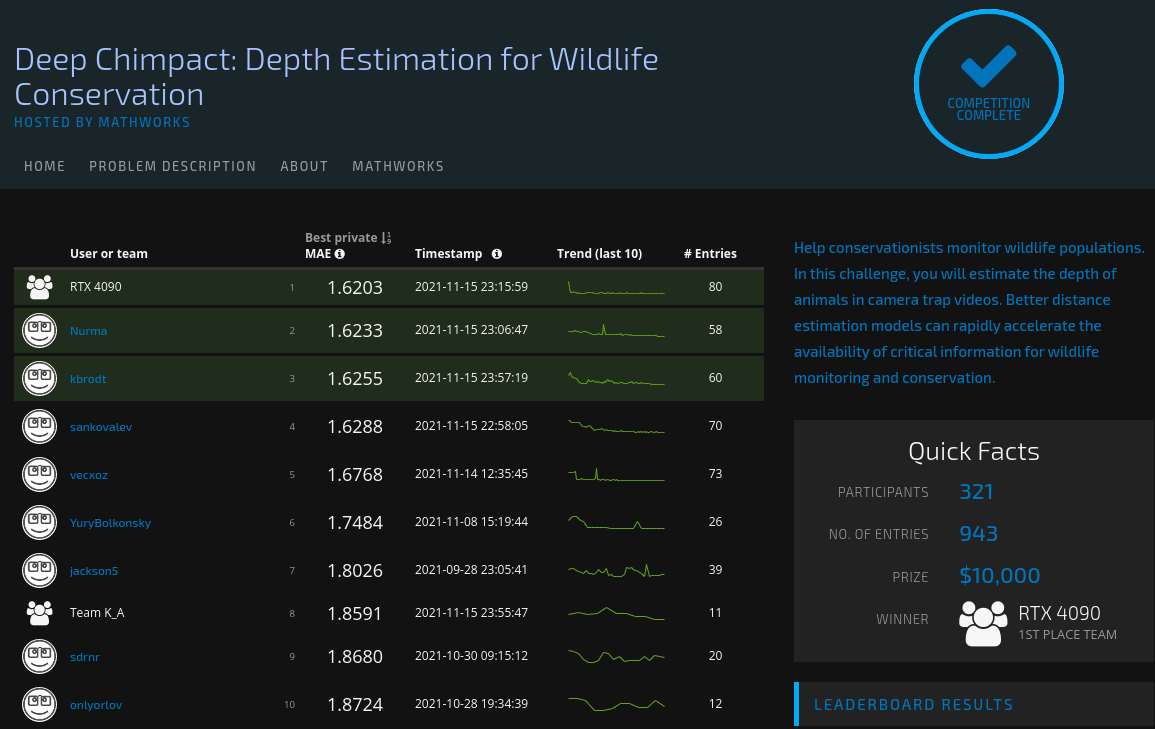 Deep Chimpact: Depth Estimation for Wildlife
Conservation
HOSTED BY MATHWORKS
COMPETITION
COMPLETE
HOME PROBLEM DESCRIPTION ABOUT MATHWORKS
Best private
User or team MAE Timestamp Trend (last 10) # Entries
RTX 4090 1 1.6203 2021-11-15 23:15:59 80
Nurma 2 1.6233 2021-11-15 23:06:47 58
kbrodt 3 1.6255 2021-11-15 23:57:19 60
sankovalev 4 1.6288 2021-11-15 22:58:05 70
vecxoz 5 1.6768 2021-11-14 12:35:45 73
YuryBolkonsky 6 1.7484 2021-11-08 15:19:44 26
jackson5 7 1.8026 2021-09-28 23:05:41 39
Team K_A 8 1.8591 2021-11-15 23:55:47 11
sdrnr 9 1.8680 2021-10-30 09:15:12 20
onlyorlov 10 1.8724 2021-10-28 19:34:39 12
Help conservationists monitor wildlife populations.
In this challenge, you will estimate the depth of
animals in camera trap videos. Better distance
estimation models can rapidly accelerate the
availability of critical information for wildlife
monitoring and conservation.
Quick Facts
PARTICIPANTS 321
NO. OF ENTRIES 943
PRIZE $10,000
WINNER RTX 4090
1ST PLACE TEAM
LEADERBOARD RESULTS